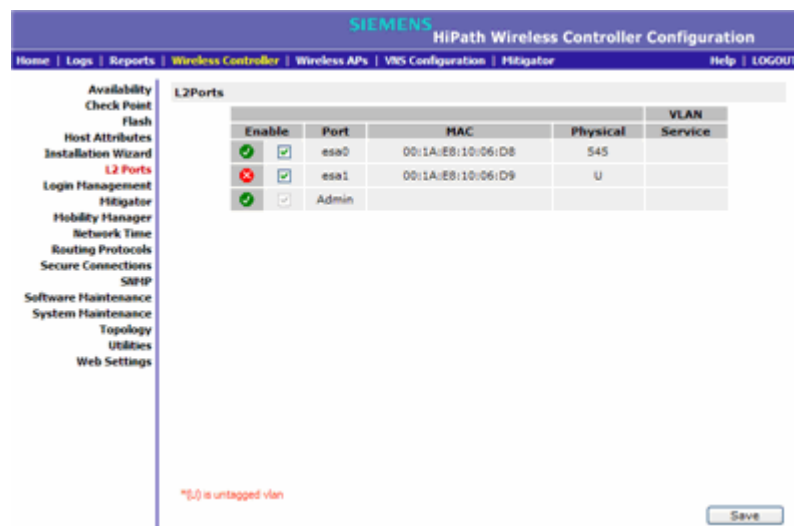 SIEMENS
HiPath Wireless Controller Configuration
Home | Logs | Reports | Wireless Controller | Wireless APs | VNS Configuration | Mitigator Help | LOGOUT
Availability
Check Point
Flash
Host Attributes
Installation Wizard
L2 Ports
Login Management
Mitigator
Mobility Manager
Network Time
Routing Protocols
Secure Connections
SNMP
Software Maintenance
System Maintenance
Topology
Utilities
Web Settings
L2Ports
VLAN
Enable Port MAC Physical Service
esa0 00:1A:E8:10:06:D8 545
esa1 00:1A:E8:10:06:D9 U
Admin
*(U) is untagged vlan
Save